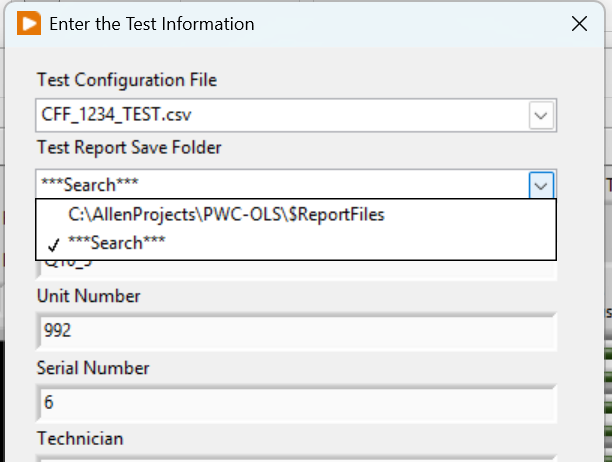 Enter the Test Information
Test Configuration File
CFF_1234_TEST.csv
Test Report Save Folder
***Search***
C:\AllenProjects\PWC-OLS\$ReportFiles
✓ ***Search***
Unit Number
992
Serial Number
6
Technician